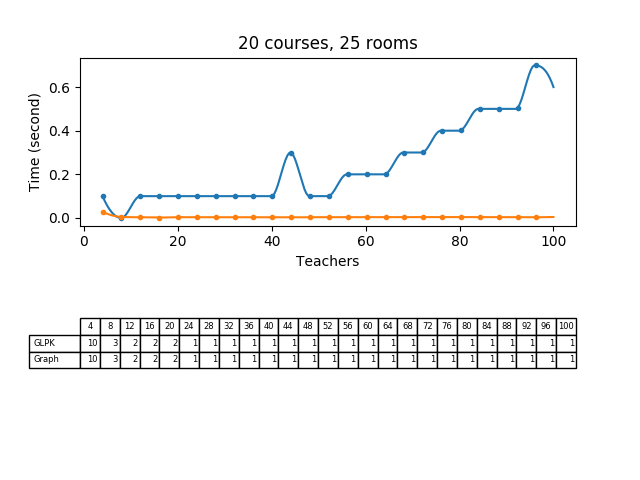 20 courses, 25 rooms
Time (second)
0.6
0.4
0.2
0.0
0 20 40 60 80 100
Teachers
4 8 12 16 20 24 28 32 36 40 44 48 52 56 60 64 68 72 76 80 84 88 92 96 100
GLPK 10 3 2 2 2 1 1 1 1 1 1 1 1 1 1 1 1 1 1 1 1 1 1 1 1
Graph 10 3 2 2 2 1 1 1 1 1 1 1 1 1 1 1 1 1 1 1 1 1 1 1 1